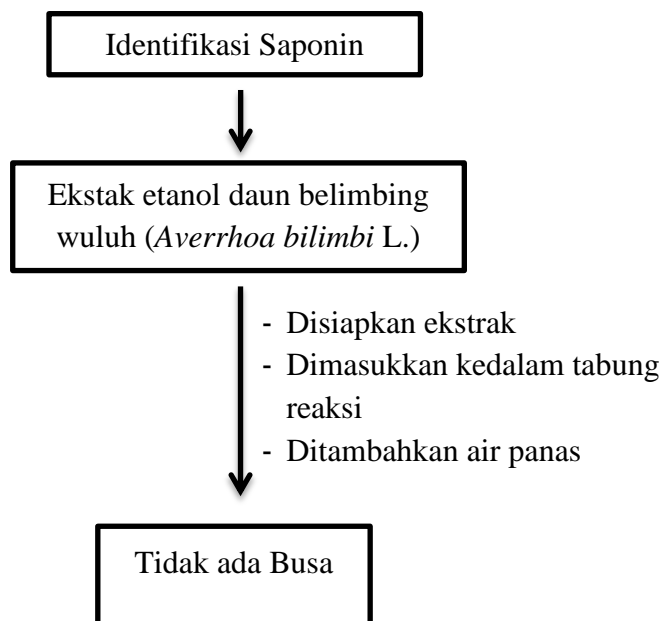 Identifikasi Saponin
Ekstak etanol daun belimbing
wuluh (Averrhoa bilimbi L.)
- Disiapkan ekstrak
- Dimasukkan kedalam tabung
reaksi
- Ditambahkan air panas
Tidak ada Busa